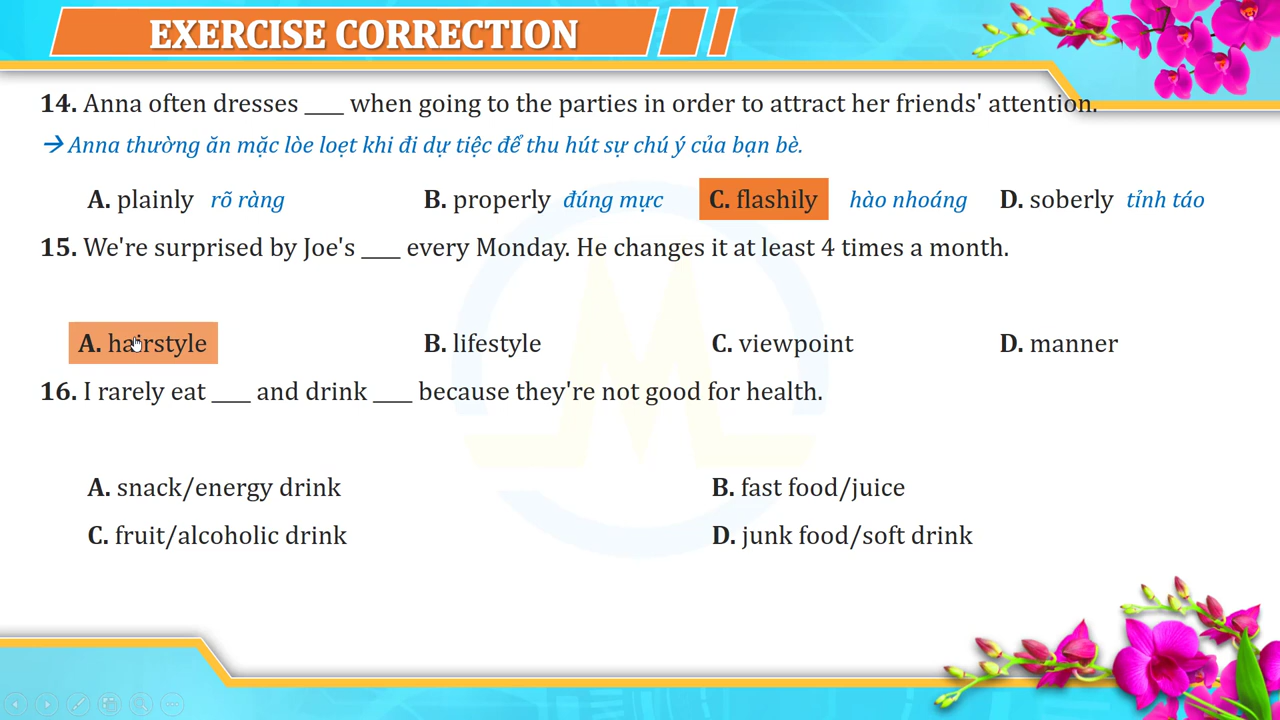 EXERCISE CORRECTION
14. Anna often dresses ____ when going to the parties in order to attract her friends' attention.
→ Anna thường ăn mặc lòe loẹt khi đi dự tiệc để thu hút sự chú ý của bạn bè.
A. plainly rõ ràng B. properly đúng mực C. flashily hào nhoáng D. soberly tỉnh táo
15. We're surprised by Joe's ____ every Monday. He changes it at least 4 times a month.
A. hairstyle B. lifestyle C. viewpoint D. manner
16. I rarely eat ____ and drink ____ because they're not good for health.
A. snack/energy drink B. fast food/juice
C. fruit/alcoholic drink D. junk food/soft drink